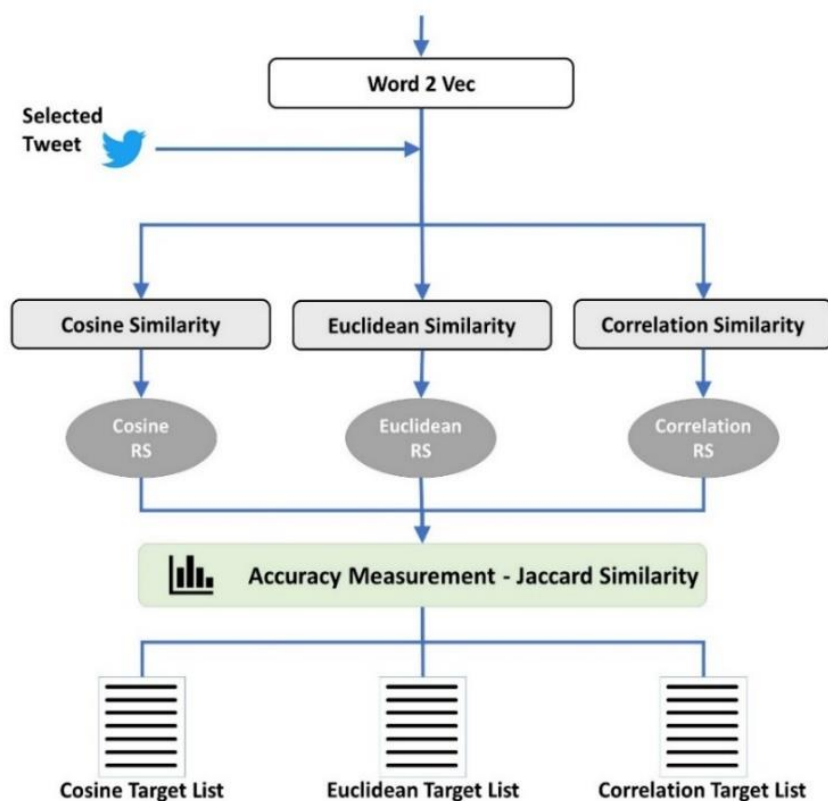 Word 2 Vec
Selected
Tweet
Cosine Similarity
Euclidean Similarity
Correlation Similarity
Cosine
RS
Euclidean
RS
Correlation
RS
Accuracy Measurement - Jaccard Similarity
Cosine Target List
Euclidean Target List
Correlation Target List